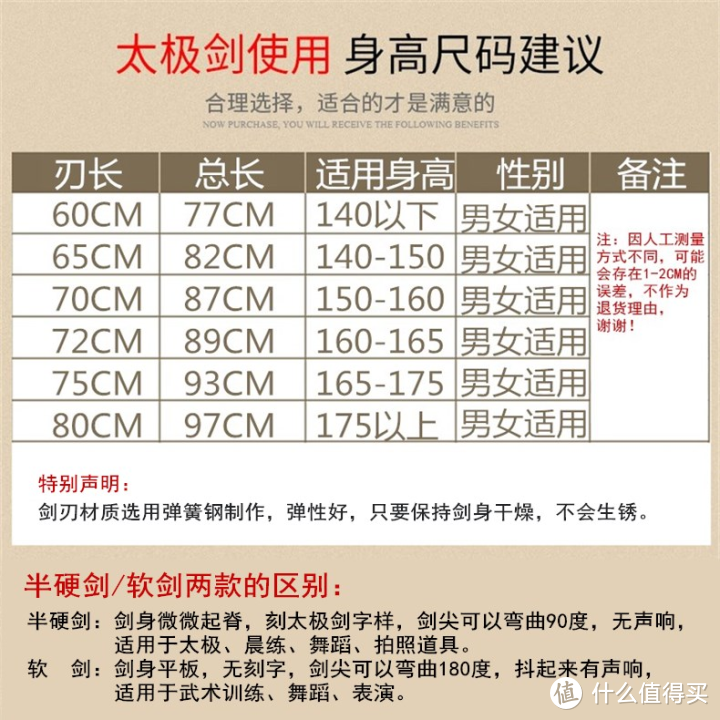 太极剑使用 身高尺码建议
合理选择，适合的才是满意的
NOW PURCHASE, YOU WILL RECEIVE THE FOLLOWING BENEFITS
刃长 总长 适用身高 性别 备注
60CM 77CM 140以下 男女适用
65CM 82CM 140-150 男女适用
70CM 87CM 150-160 男女适用
72CM 89CM 160-165 男女适用
75CM 93CM 165-175 男女适用
80CM 97CM 175以上 男女适用
注：因人工测量
方式不同，可能
会存在1-2CM的
误差，不作为
退货理由，
谢谢！
特别声明：
剑刃材质选用弹簧钢制作，弹性好，只要保持剑身干燥，不会生锈。
半硬剑/软剑两款的区别：
半硬剑：剑身微微起脊，刻太极剑字样，剑尖可以弯曲90度，无声响，
适用于太极、晨练、舞蹈、拍照道具。
软 剑：剑身平板，无刻字，剑尖可以弯曲180度，抖起来有声响，
适用于武术训练、舞蹈、表演。
值 什么值得买